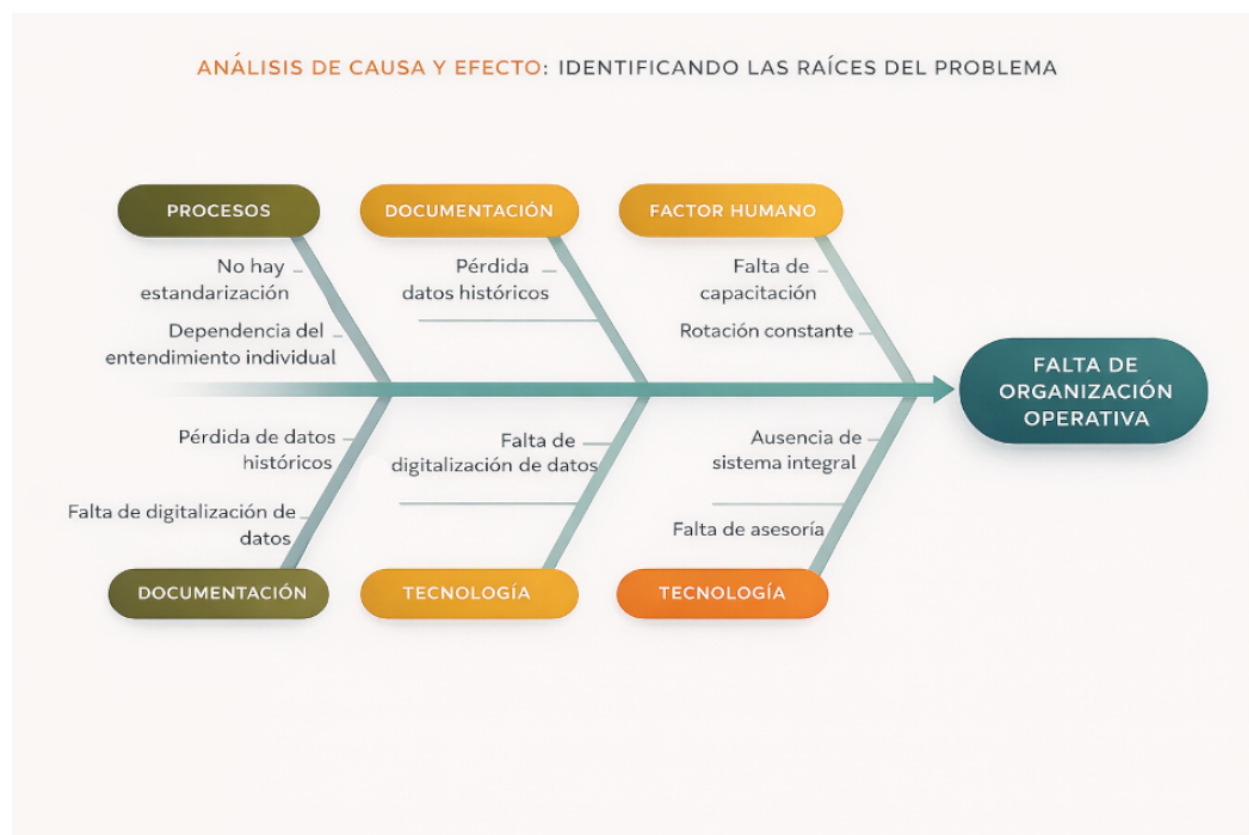 ANÁLISIS DE CAUSA Y EFECTO: IDENTIFICANDO LAS RAÍCES DEL PROBLEMA
PROCESOS
No hay
estandarización
Dependencia del
entendimiento individual
DOCUMENTACIÓN
Pérdida
datos históricos
FACTOR HUMANO
Falta de
capacitación
Rotación constante
FALTA DE
ORGANIZACIÓN
OPERATIVA
Pérdida de datos
históricos
Falta de digitalización de
datos
DOCUMENTACIÓN
Falta de
digitalización de datos
TECNOLOGÍA
Ausencia de
sistema integral
Falta de asesoría
TECNOLOGÍA